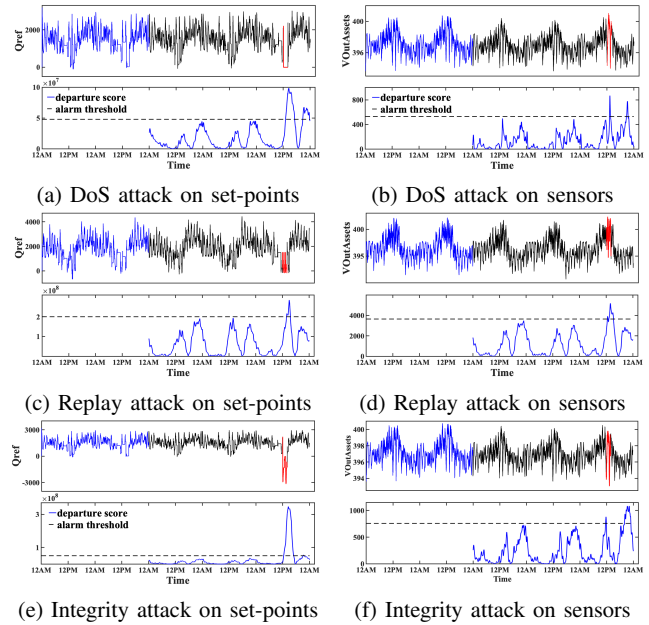 Qref
2000
0
×10^7
10
5
0
departure score
alarm threshold
12AM 12PM 12AM 12PM 12AM 12PM 12AM 12PM 12AM 12PM 12AM
Time
(a) DoS attack on set-points
VOutAssets
400
396
392
800
400
0
departure score
alarm threshold
12AM 12PM 12AM 12PM 12AM 12PM 12AM 12PM 12AM 12PM 12AM
Time
(b) DoS attack on sensors
Qref
4000
2000
0
×10^8
2
1
0
12AM 12PM 12AM 12PM 12AM 12PM 12AM 12PM 12AM 12PM 12AM
Time
(c) Replay attack on set-points
VOutAssets
400
395
4000
2000
0
12AM 12PM 12AM 12PM 12AM 12PM 12AM 12PM 12AM 12PM 12AM
Time
(d) Replay attack on sensors
Qref
3000
0
-3000
×10^8
3
1
departure score
alarm threshold
12AM 12PM 12AM 12PM 12AM 12PM 12AM 12PM 12AM 12PM 12AM
Time
(e) Integrity attack on set-points
VOutAssets
400
398
396
394
1000
500
0
12AM 12PM 12AM 12PM 12AM 12PM 12AM 12PM 12AM 12PM 12AM
Time
(f) Integrity attack on sensors